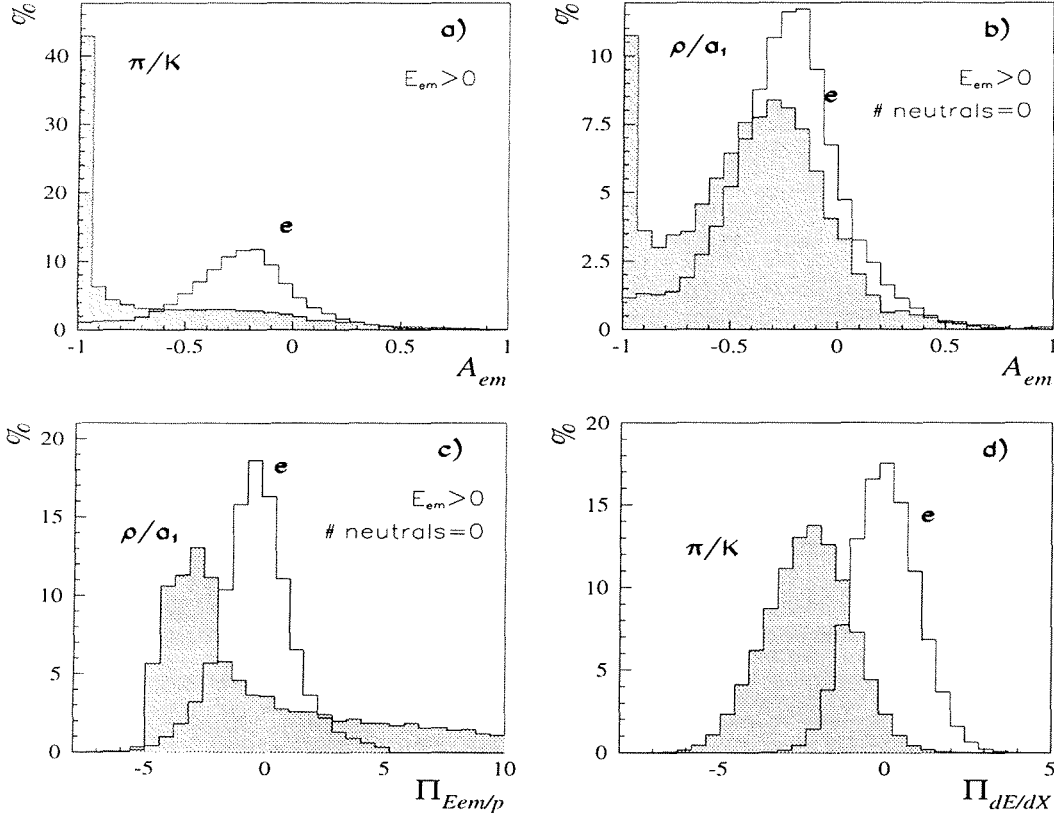 %
a)
π/K
E_em>0
e
40
30
20
10
0
-1 -0.5 0 0.5 1
A_em
%
b)
ρ/a₁
E_em>0
e
# neutrals=0
10
7.5
5
2.5
0
-1 -0.5 0 0.5 1
A_em
%
c)
e
E_em>0
ρ/a₁
# neutrals=0
20
15
10
5
0
-5 0 5 10
Π_Eem/p
%
d)
e
π/K
20
15
10
5
0
-5 0 5
Π_dE/dX